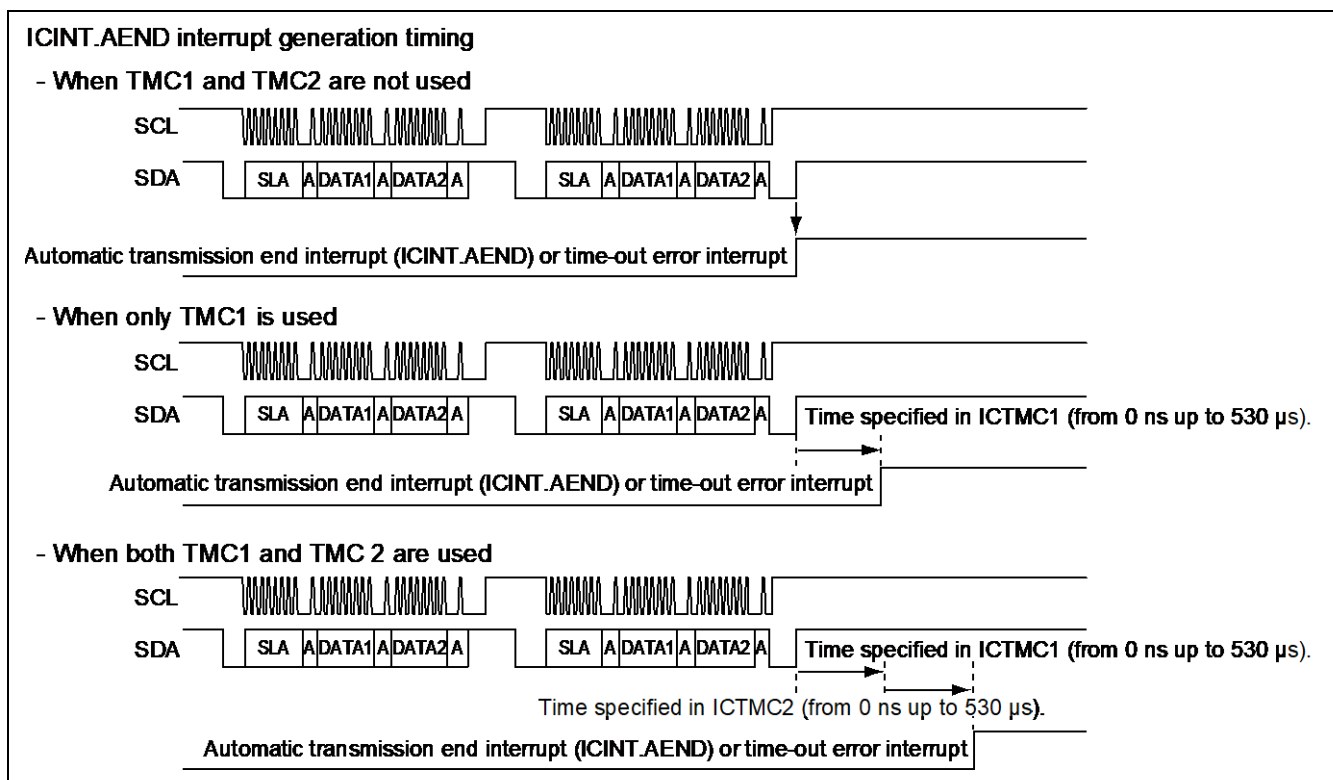 ICINT.AEND interrupt generation timing
- When TMC1 and TMC2 are not used
SCL
SDA SLA A DATA1 A DATA2 A SLA A DATA1 A DATA2 A
Automatic transmission end interrupt (ICINT.AEND) or time-out error interrupt
- When only TMC1 is used
SCL
SDA SLA A DATA1 A DATA2 A SLA A DATA1 A DATA2 A Time specified in ICTMC1 (from 0 ns up to 530 µs).
Automatic transmission end interrupt (ICINT.AEND) or time-out error interrupt
- When both TMC1 and TMC 2 are used
SCL
SDA SLA A DATA1 A DATA2 A SLA A DATA1 A DATA2 A Time specified in ICTMC1 (from 0 ns up to 530 µs).
Time specified in ICTMC2 (from 0 ns up to 530 µs).
Automatic transmission end interrupt (ICINT.AEND) or time-out error interrupt